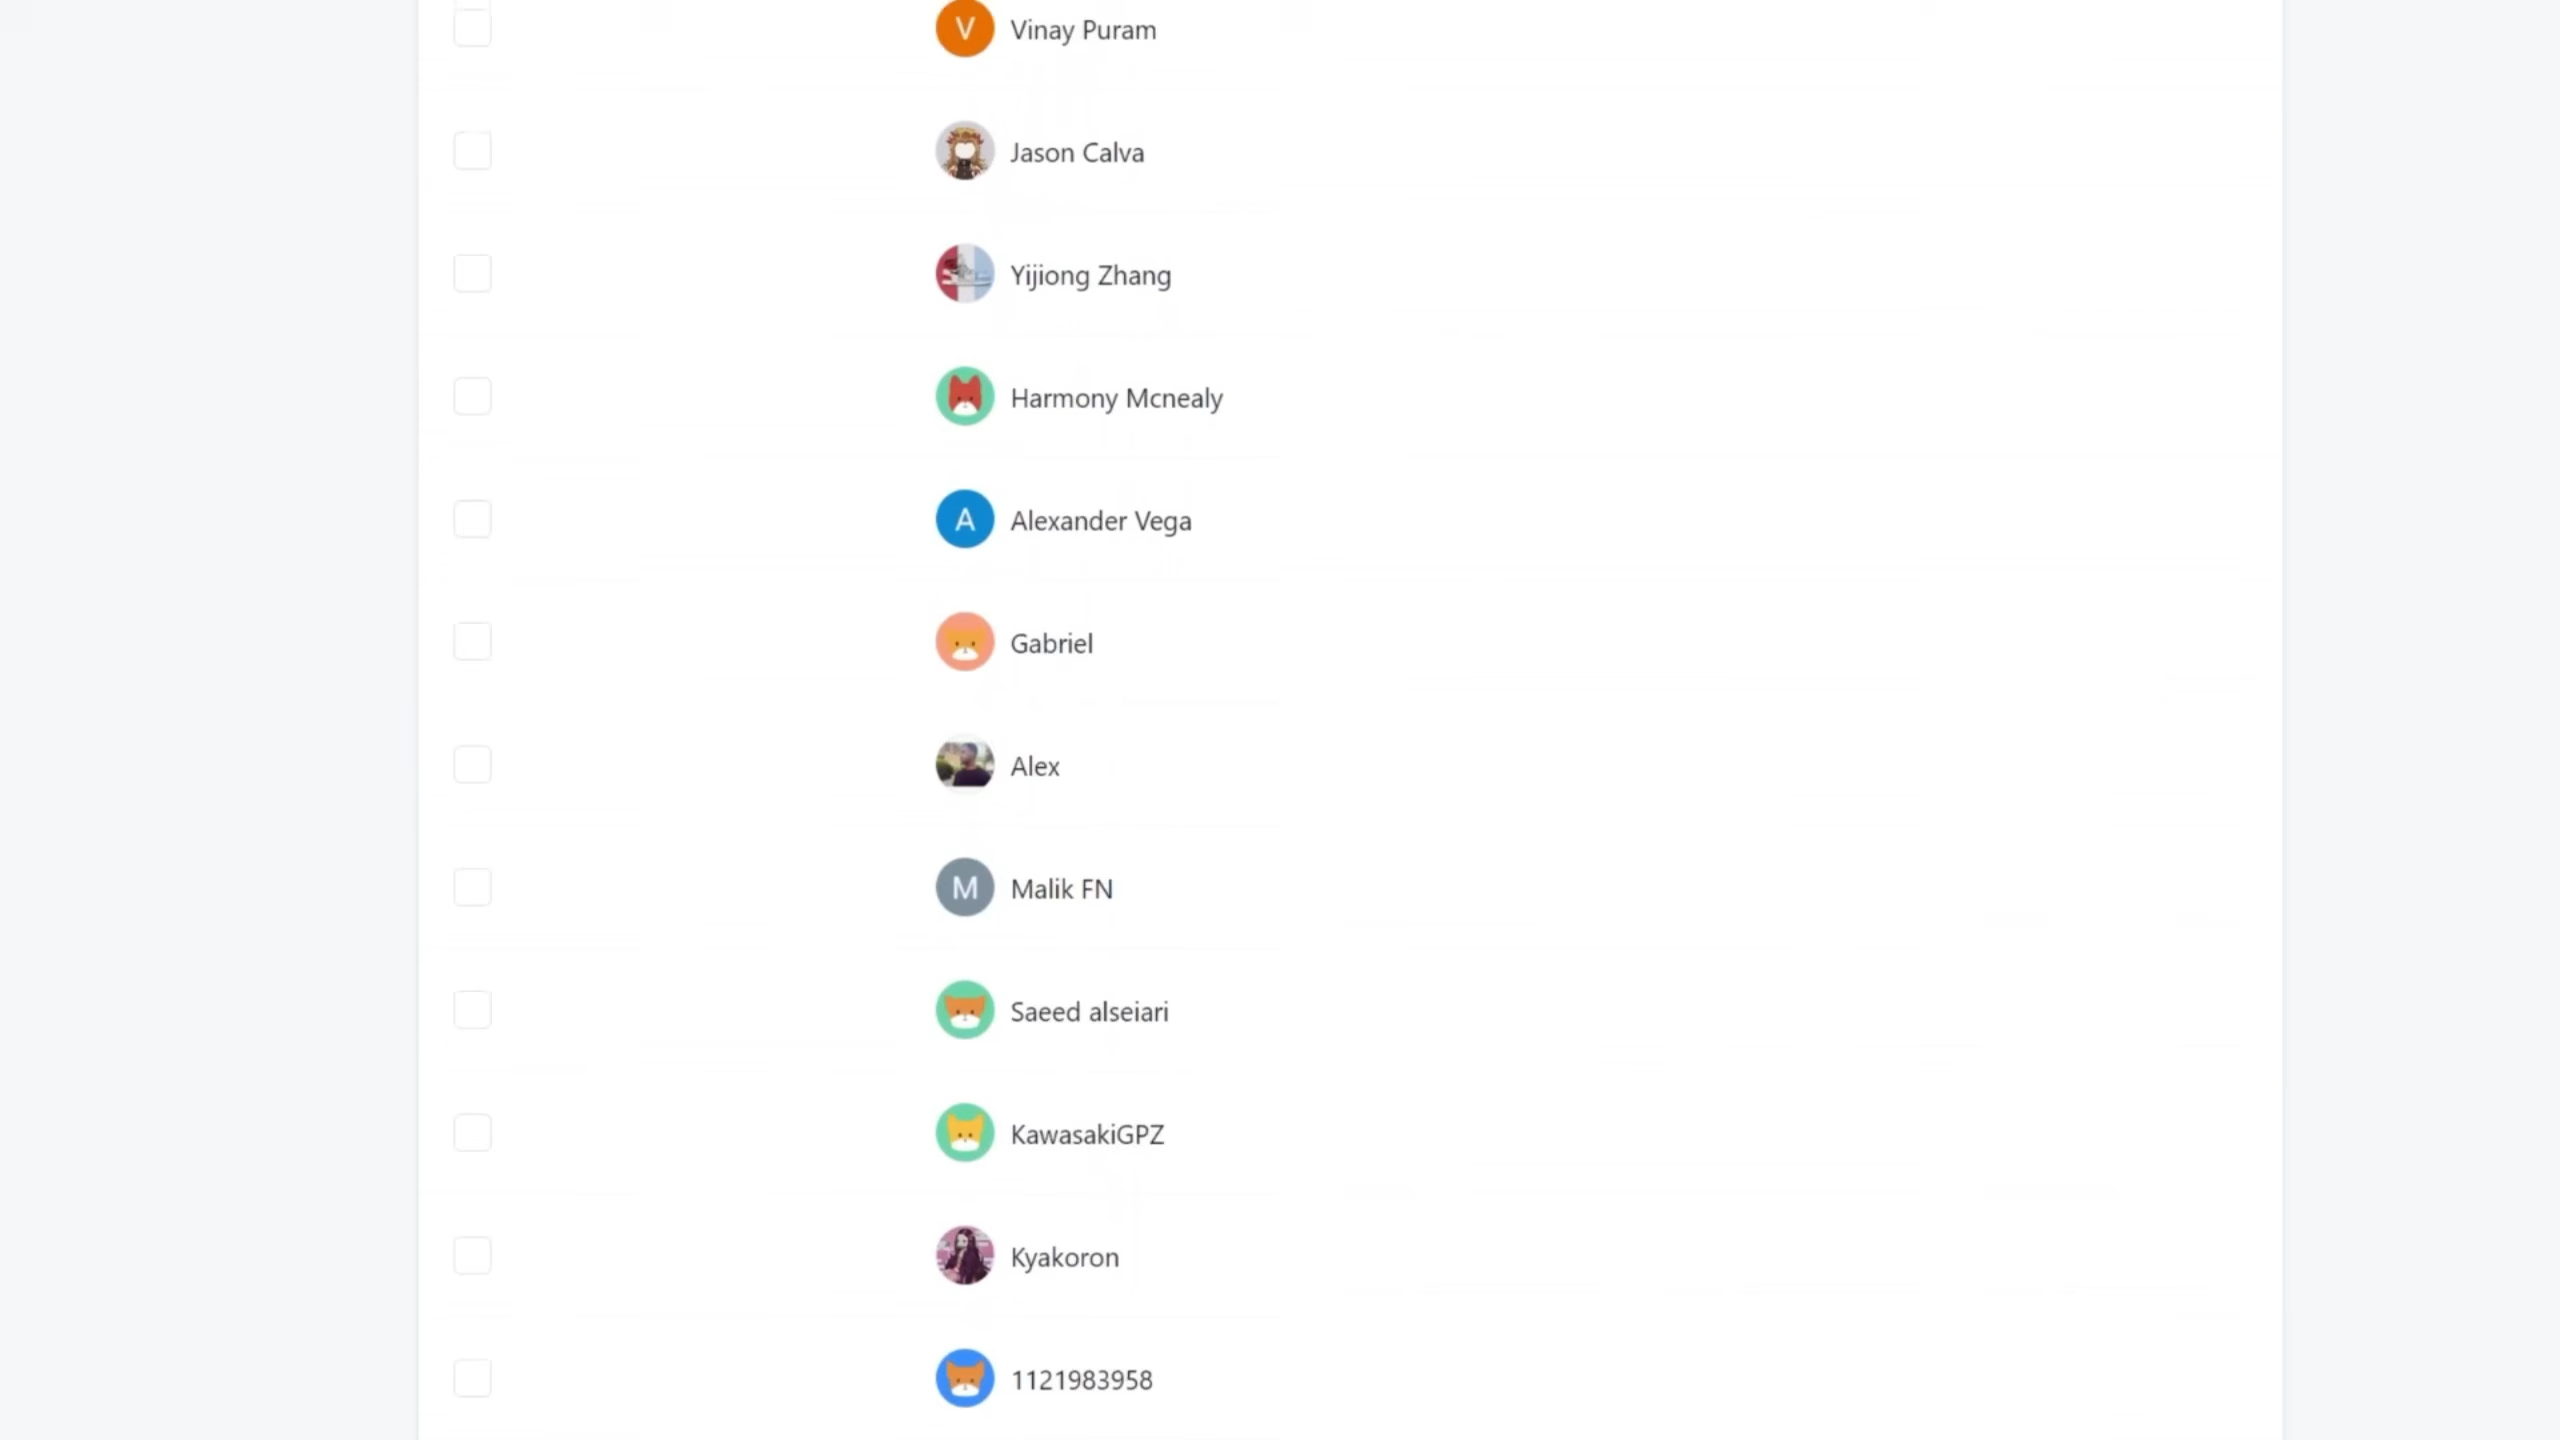 V Vinay Puram
Jason Calva
Yijiong Zhang
Harmony Mcnealy
A Alexander Vega
Gabriel
Alex
M Malik FN
Saeed alseiari
KawasakiGPZ
Kyakoron
1121983958